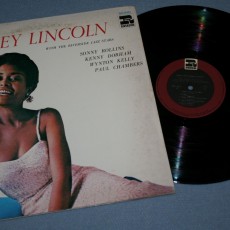 EY LINCOLN
WITH THE RIVERSIDE JAZZ STARS
SONNY ROLLINS
KENNY DORHAM
WYNTON KELLY
PAUL CHAMBERS